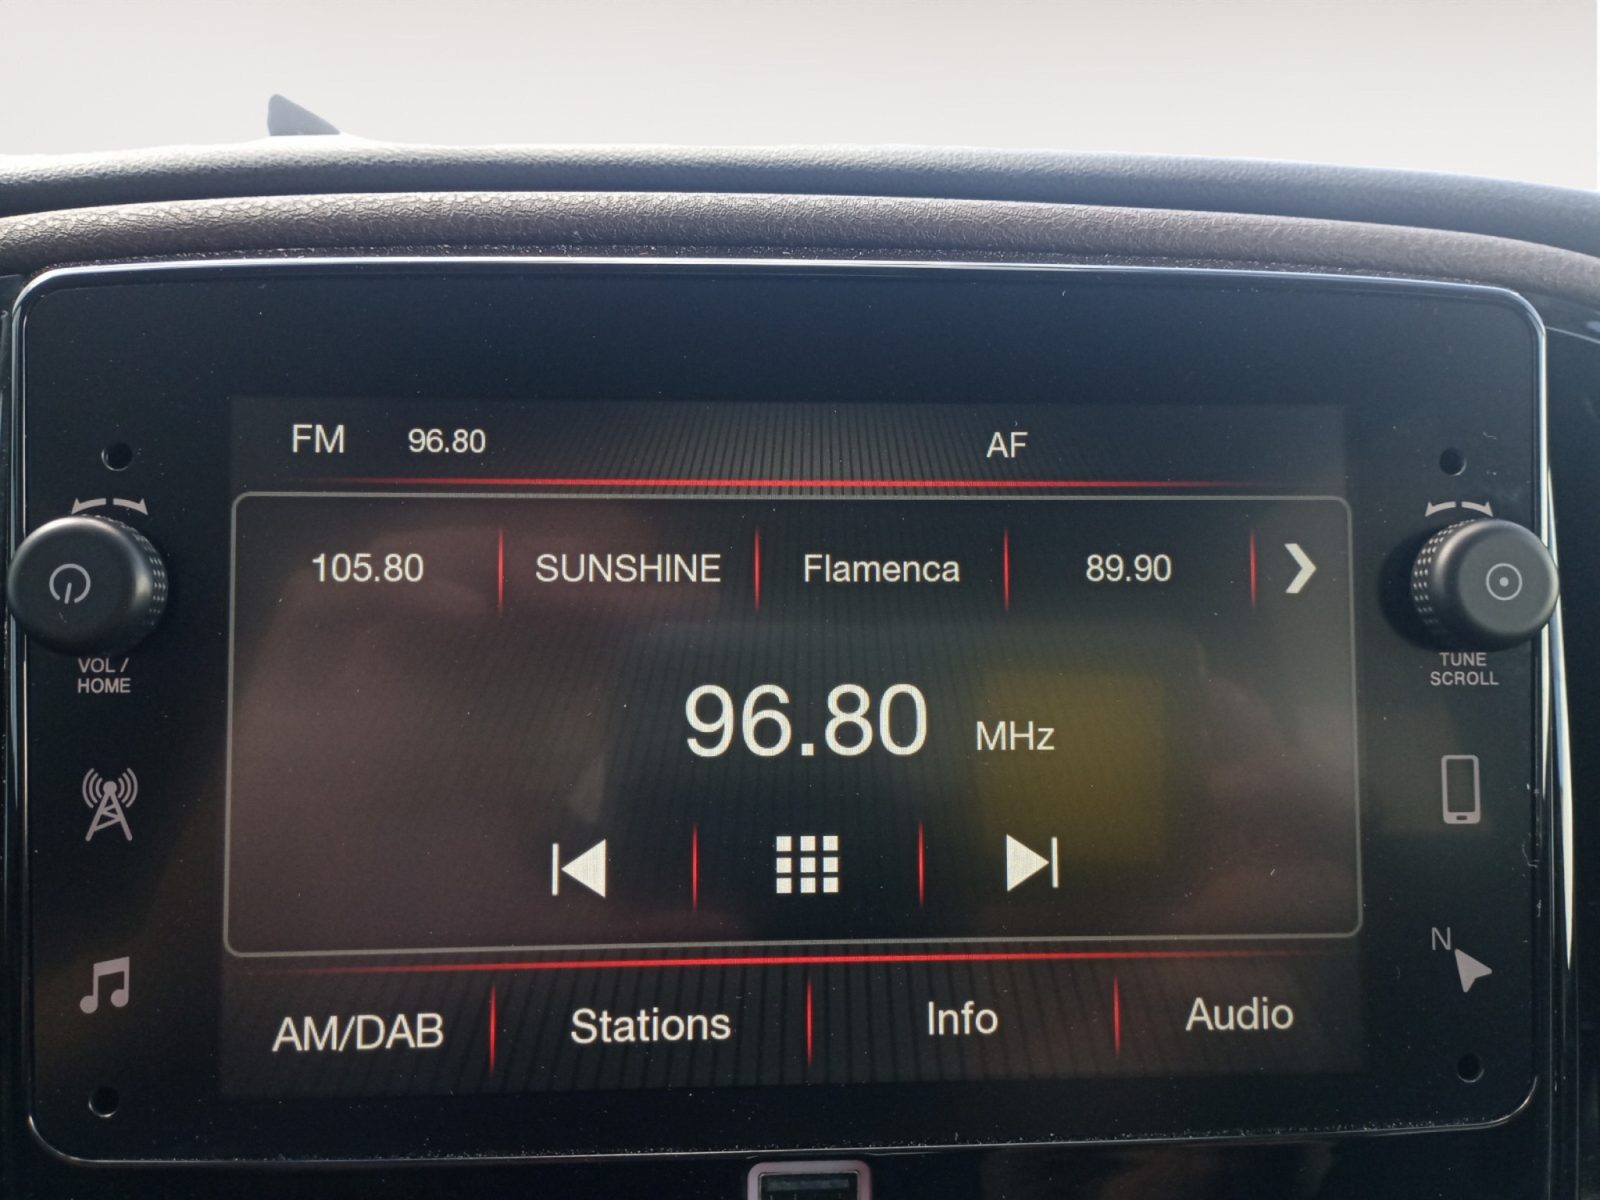 FM 96.80 AF
105.80 SUNSHINE Flamenca 89.90
VOL /
HOME
TUNE
SCROLL
96.80 MHz
N
AM/DAB Stations Info Audio